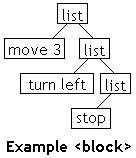 list
move 3 list
turn left list
stop
Example <block>